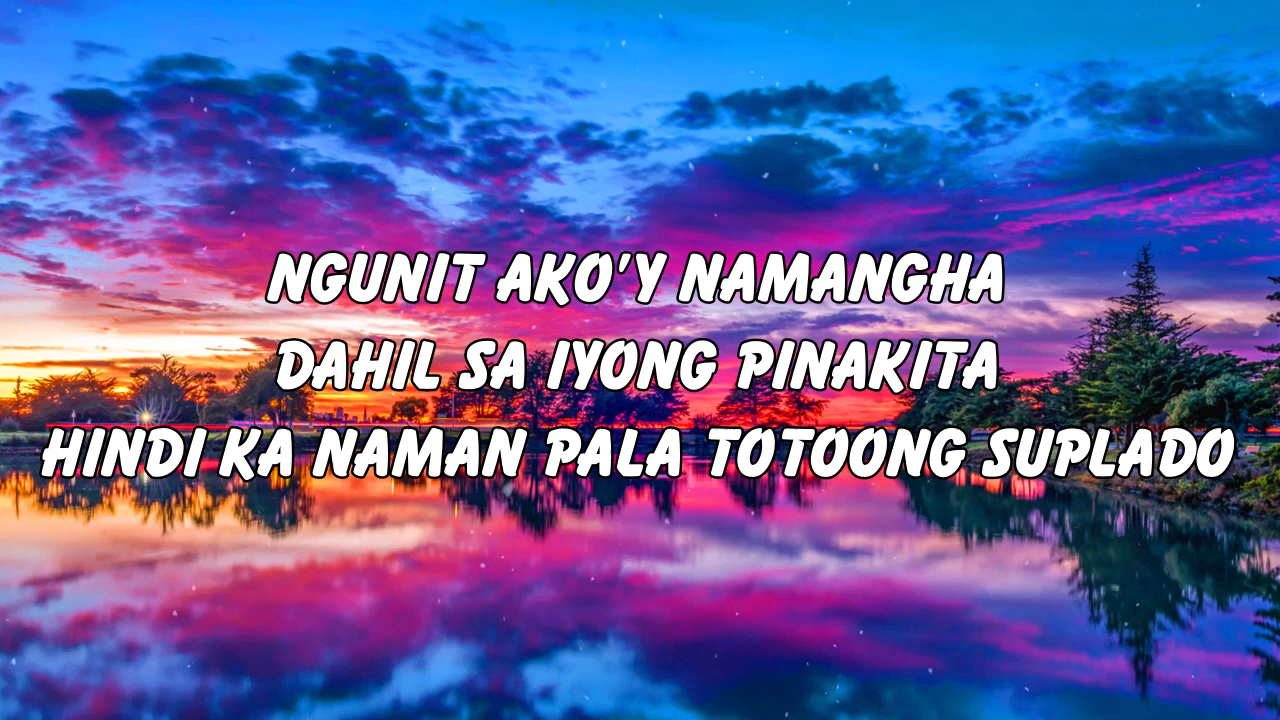 NGUNIT AKO'Y NAMANGHA
DAHIL SA IYONG PINAKITA
HINDI KA NAMAN PALA TOTOONG SUPLADO